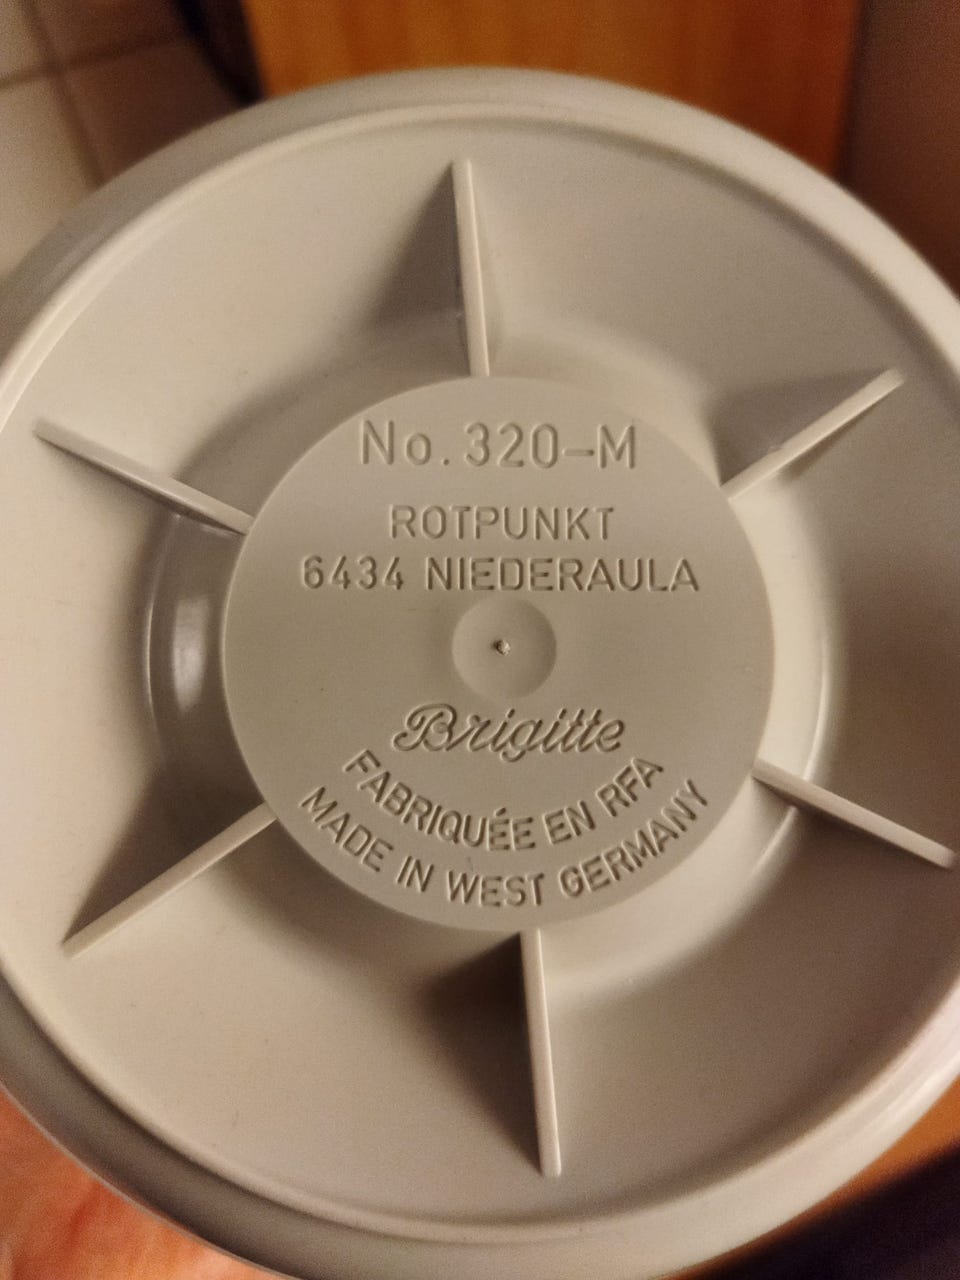 No. 320-M
ROTPUNKT
6434 NIEDERAULA
Brigitte
FABRIQUÉE EN RFA
MADE IN WEST GERMANY